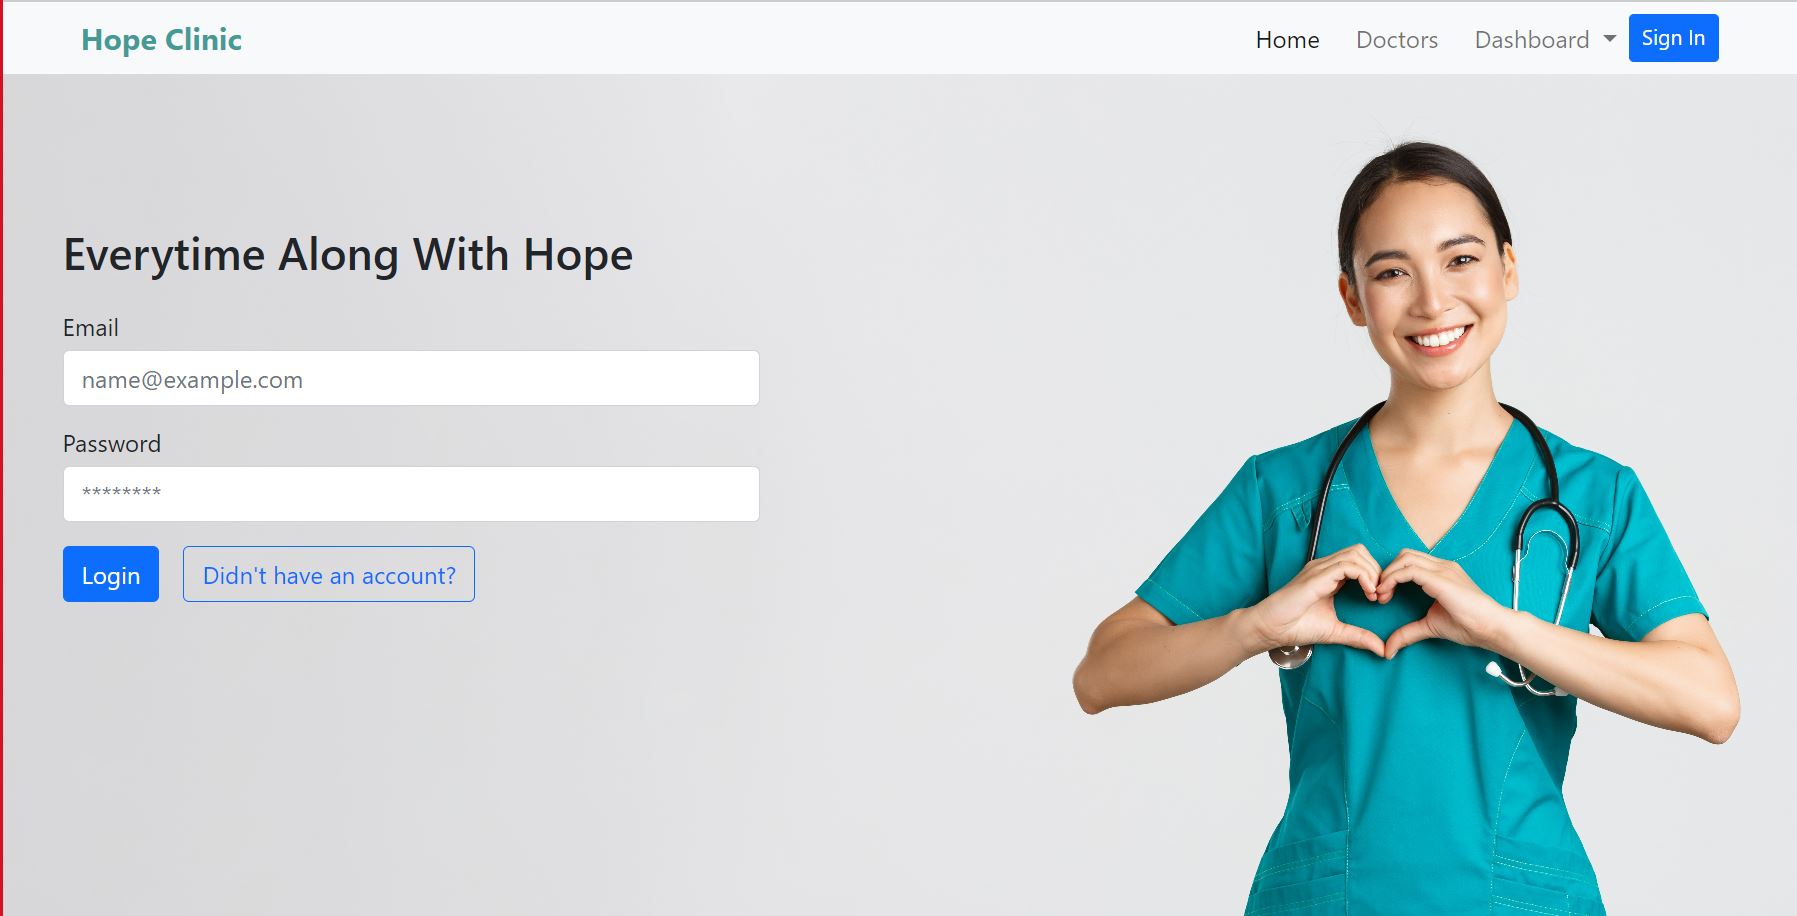 Hope Clinic
Home Doctors Dashboard Sign In
Everytime Along With Hope
Email
name@example.com
Password
********
Login Didn't have an account?